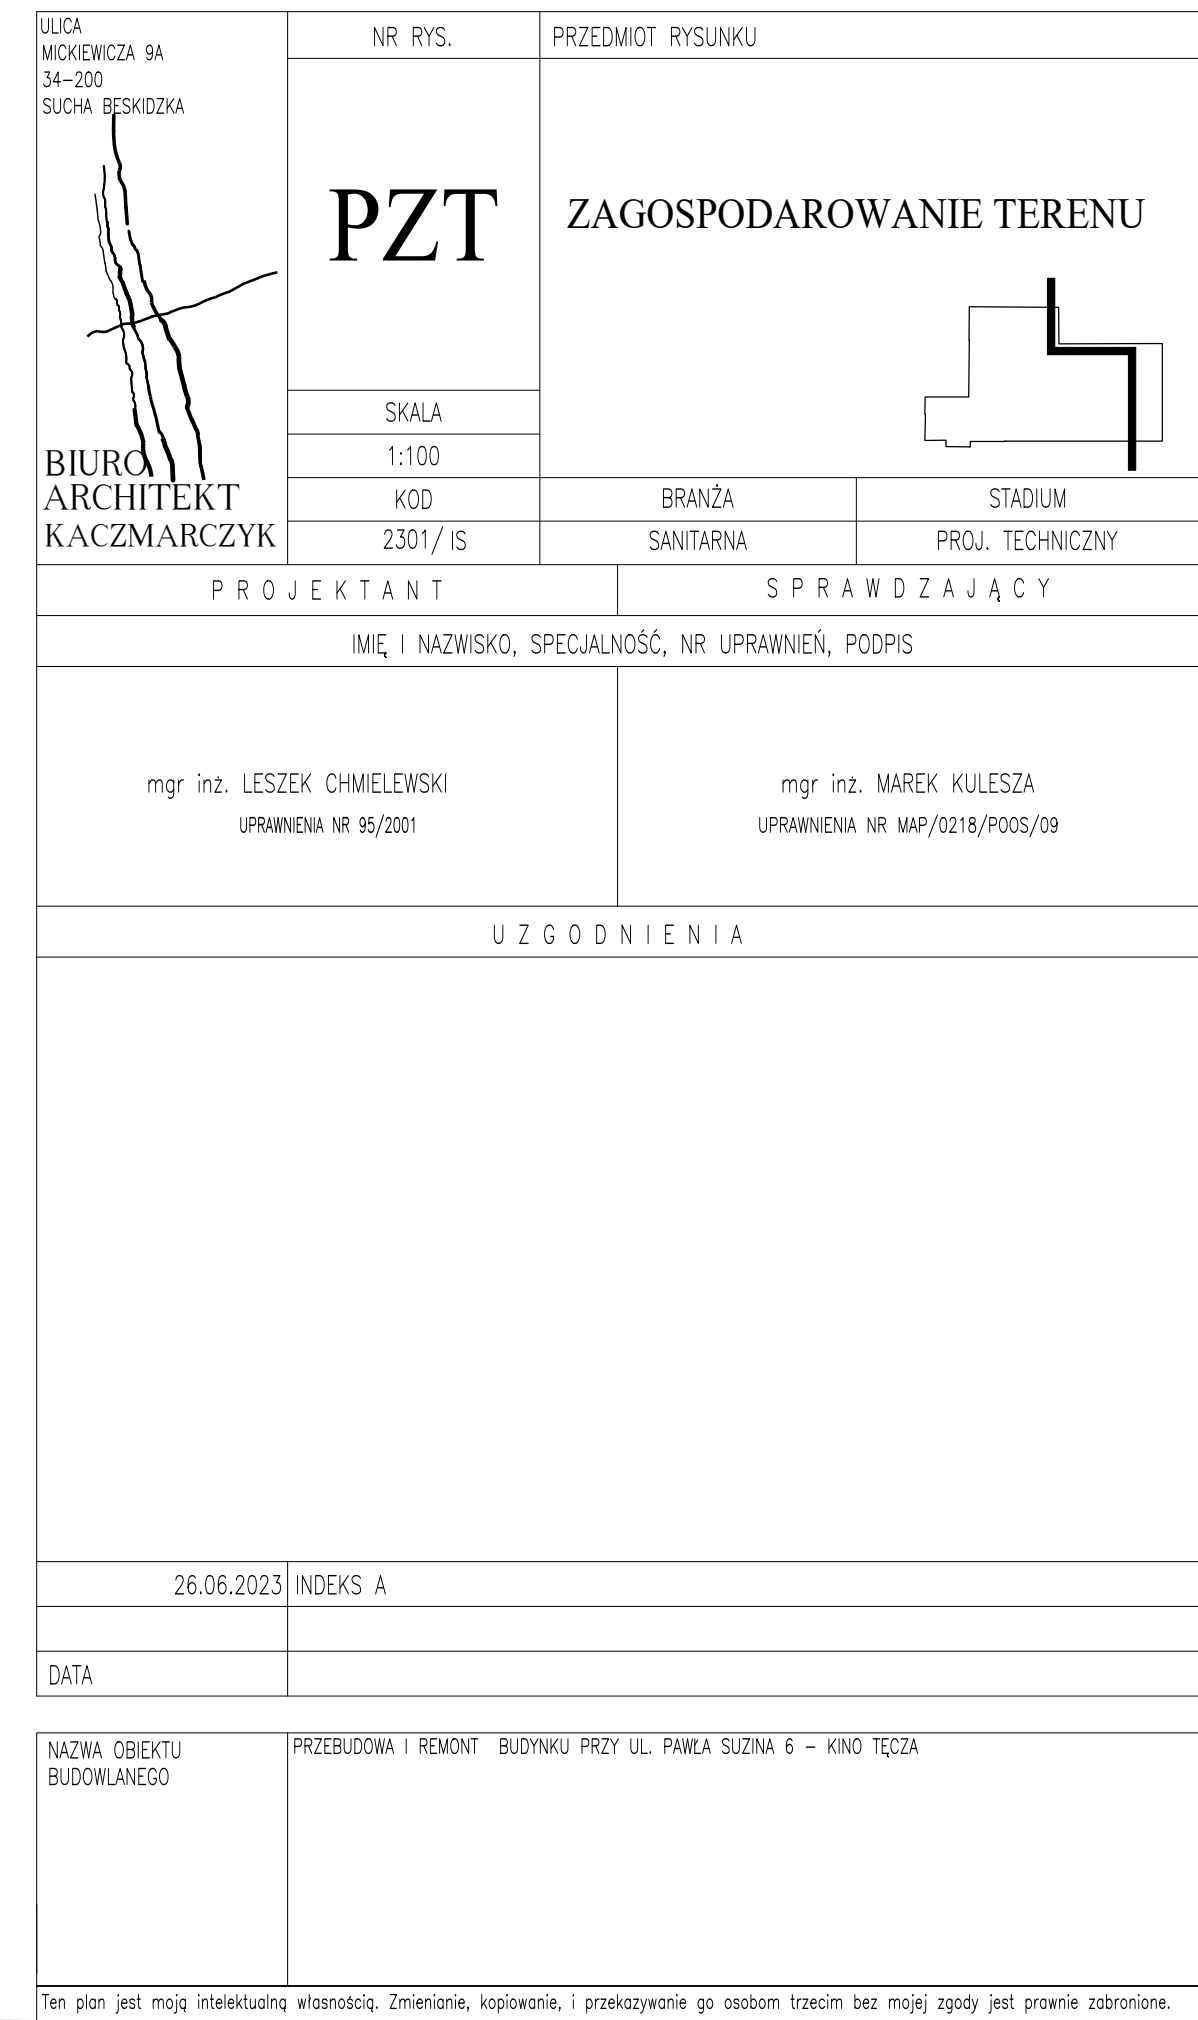 ULICA
MICKIEWICZA 9A
34-200
SUCHA BESKIDZKA
BIURO
ARCHITEKT
KACZMARCZYK
NR RYS.
PZT
SKALA
1:100
KOD
2301/ IS
PRZEDMIOT RYSUNKU
ZAGOSPODAROWANIE TERENU
BRANŻA
STADIUM
SANITARNA
PROJ. TECHNICZNY
PROJEKTANT
SPRAWDZAJĄCY
IMIĘ I NAZWISKO, SPECJALNOŚĆ, NR UPRAWNIEŃ, PODPIS
mgr inż. LESZEK CHMIELEWSKI
UPRAWNIENIA NR 95/2001
mgr inż. MAREK KULESZA
UPRAWNIENIA NR MAP/0218/POOS/09
UZGODNIENIA
26.06.2023 INDEKS A
DATA
NAZWA OBIEKTU
BUDOWLANEGO
PRZEBUDOWA I REMONT BUDYNKU PRZY UL. PAWŁA SUZINA 6 – KINO TĘCZA
Ten plan jest moją intelektualną własnością. Zmienianie, kopiowanie, i przekazywanie go osobom trzecim bez mojej zgody jest prawnie zabronione.